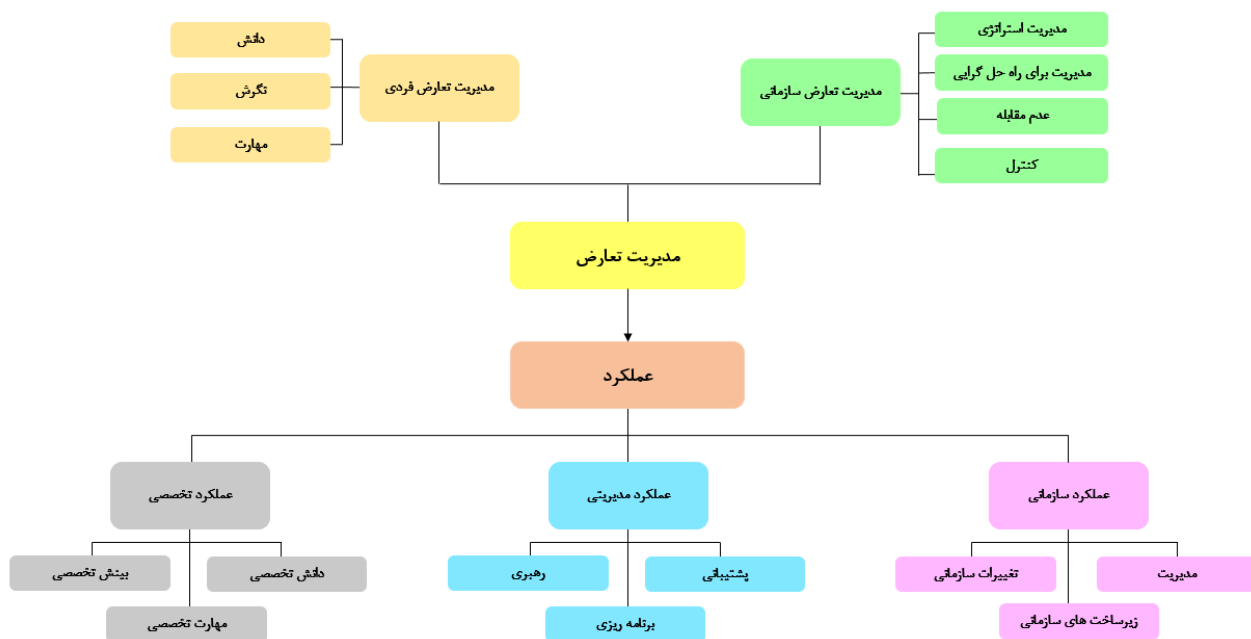 مدیریت استراتژی
دانش
مدیریت برای راه حل گرایی
مدیریت تعارض سازمانی
مدیریت تعارض فردی
نگرش
عدم مقابله
مهارت
کنترل
مدیریت تعارض
عملکرد
عملکرد سازمانی
عملکرد مدیریتی
عملکرد تخصصی
مدیریت
تغییرات سازمانی
پشتیبانی
رهبری
دانش تخصصی
بینش تخصصی
زیرساخت های سازمانی
برنامه ریزی
مهارت تخصصی